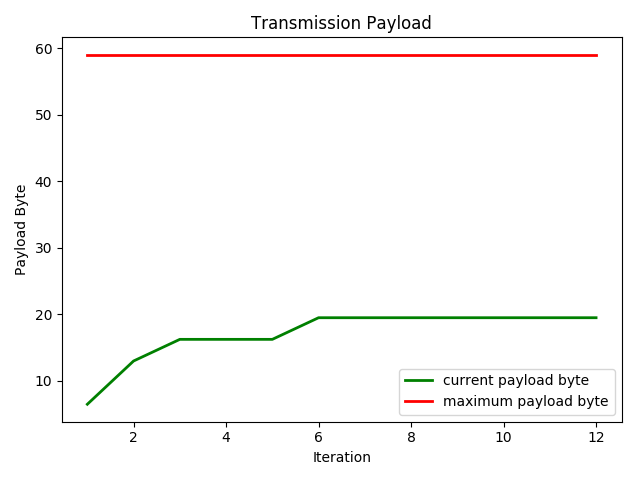 Transmission Payload
60
50
40
30
20
10
Payload Byte
current payload byte
maximum payload byte
2 4 6 8 10 12
Iteration